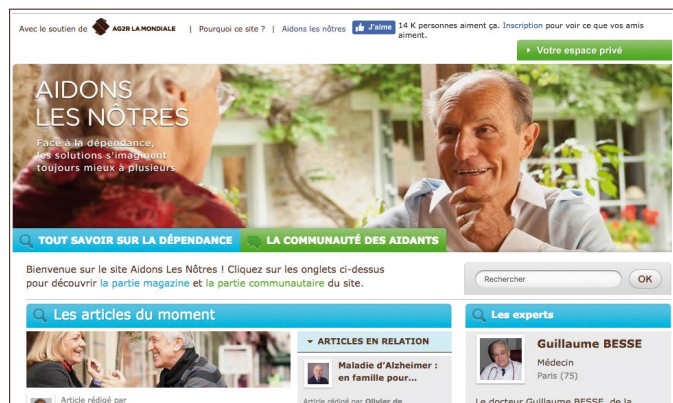 Avec le soutien de AG2R LA MONDIALE | Pourquoi ce site ? | Aidons les nôtres J'aime 14 K personnes aiment ça. Inscription pour voir ce que vos amis
aiment.
Votre espace privé
AIDONS
LES NÔTRES
Face à la dépendance,
les solutions s'imaginent
toujours mieux à plusieurs
TOUT SAVOIR SUR LA DÉPENDANCE LA COMMUNAUTÉ DES AIDANTS
Bienvenue sur le site Aidons Les Nôtres ! Cliquez sur les onglets ci-dessus
pour découvrir la partie magazine et la partie communautaire du site.
Rechercher OK
Les articles du moment
ARTICLES EN RELATION
Maladie d'Alzheimer :
en famille pour...
Article rédigé par Olivier de
Article rédigé par
Les experts
Guillaume BESSE
Médecin
Paris (75)
Le docteur Guillaume BESSE, de la